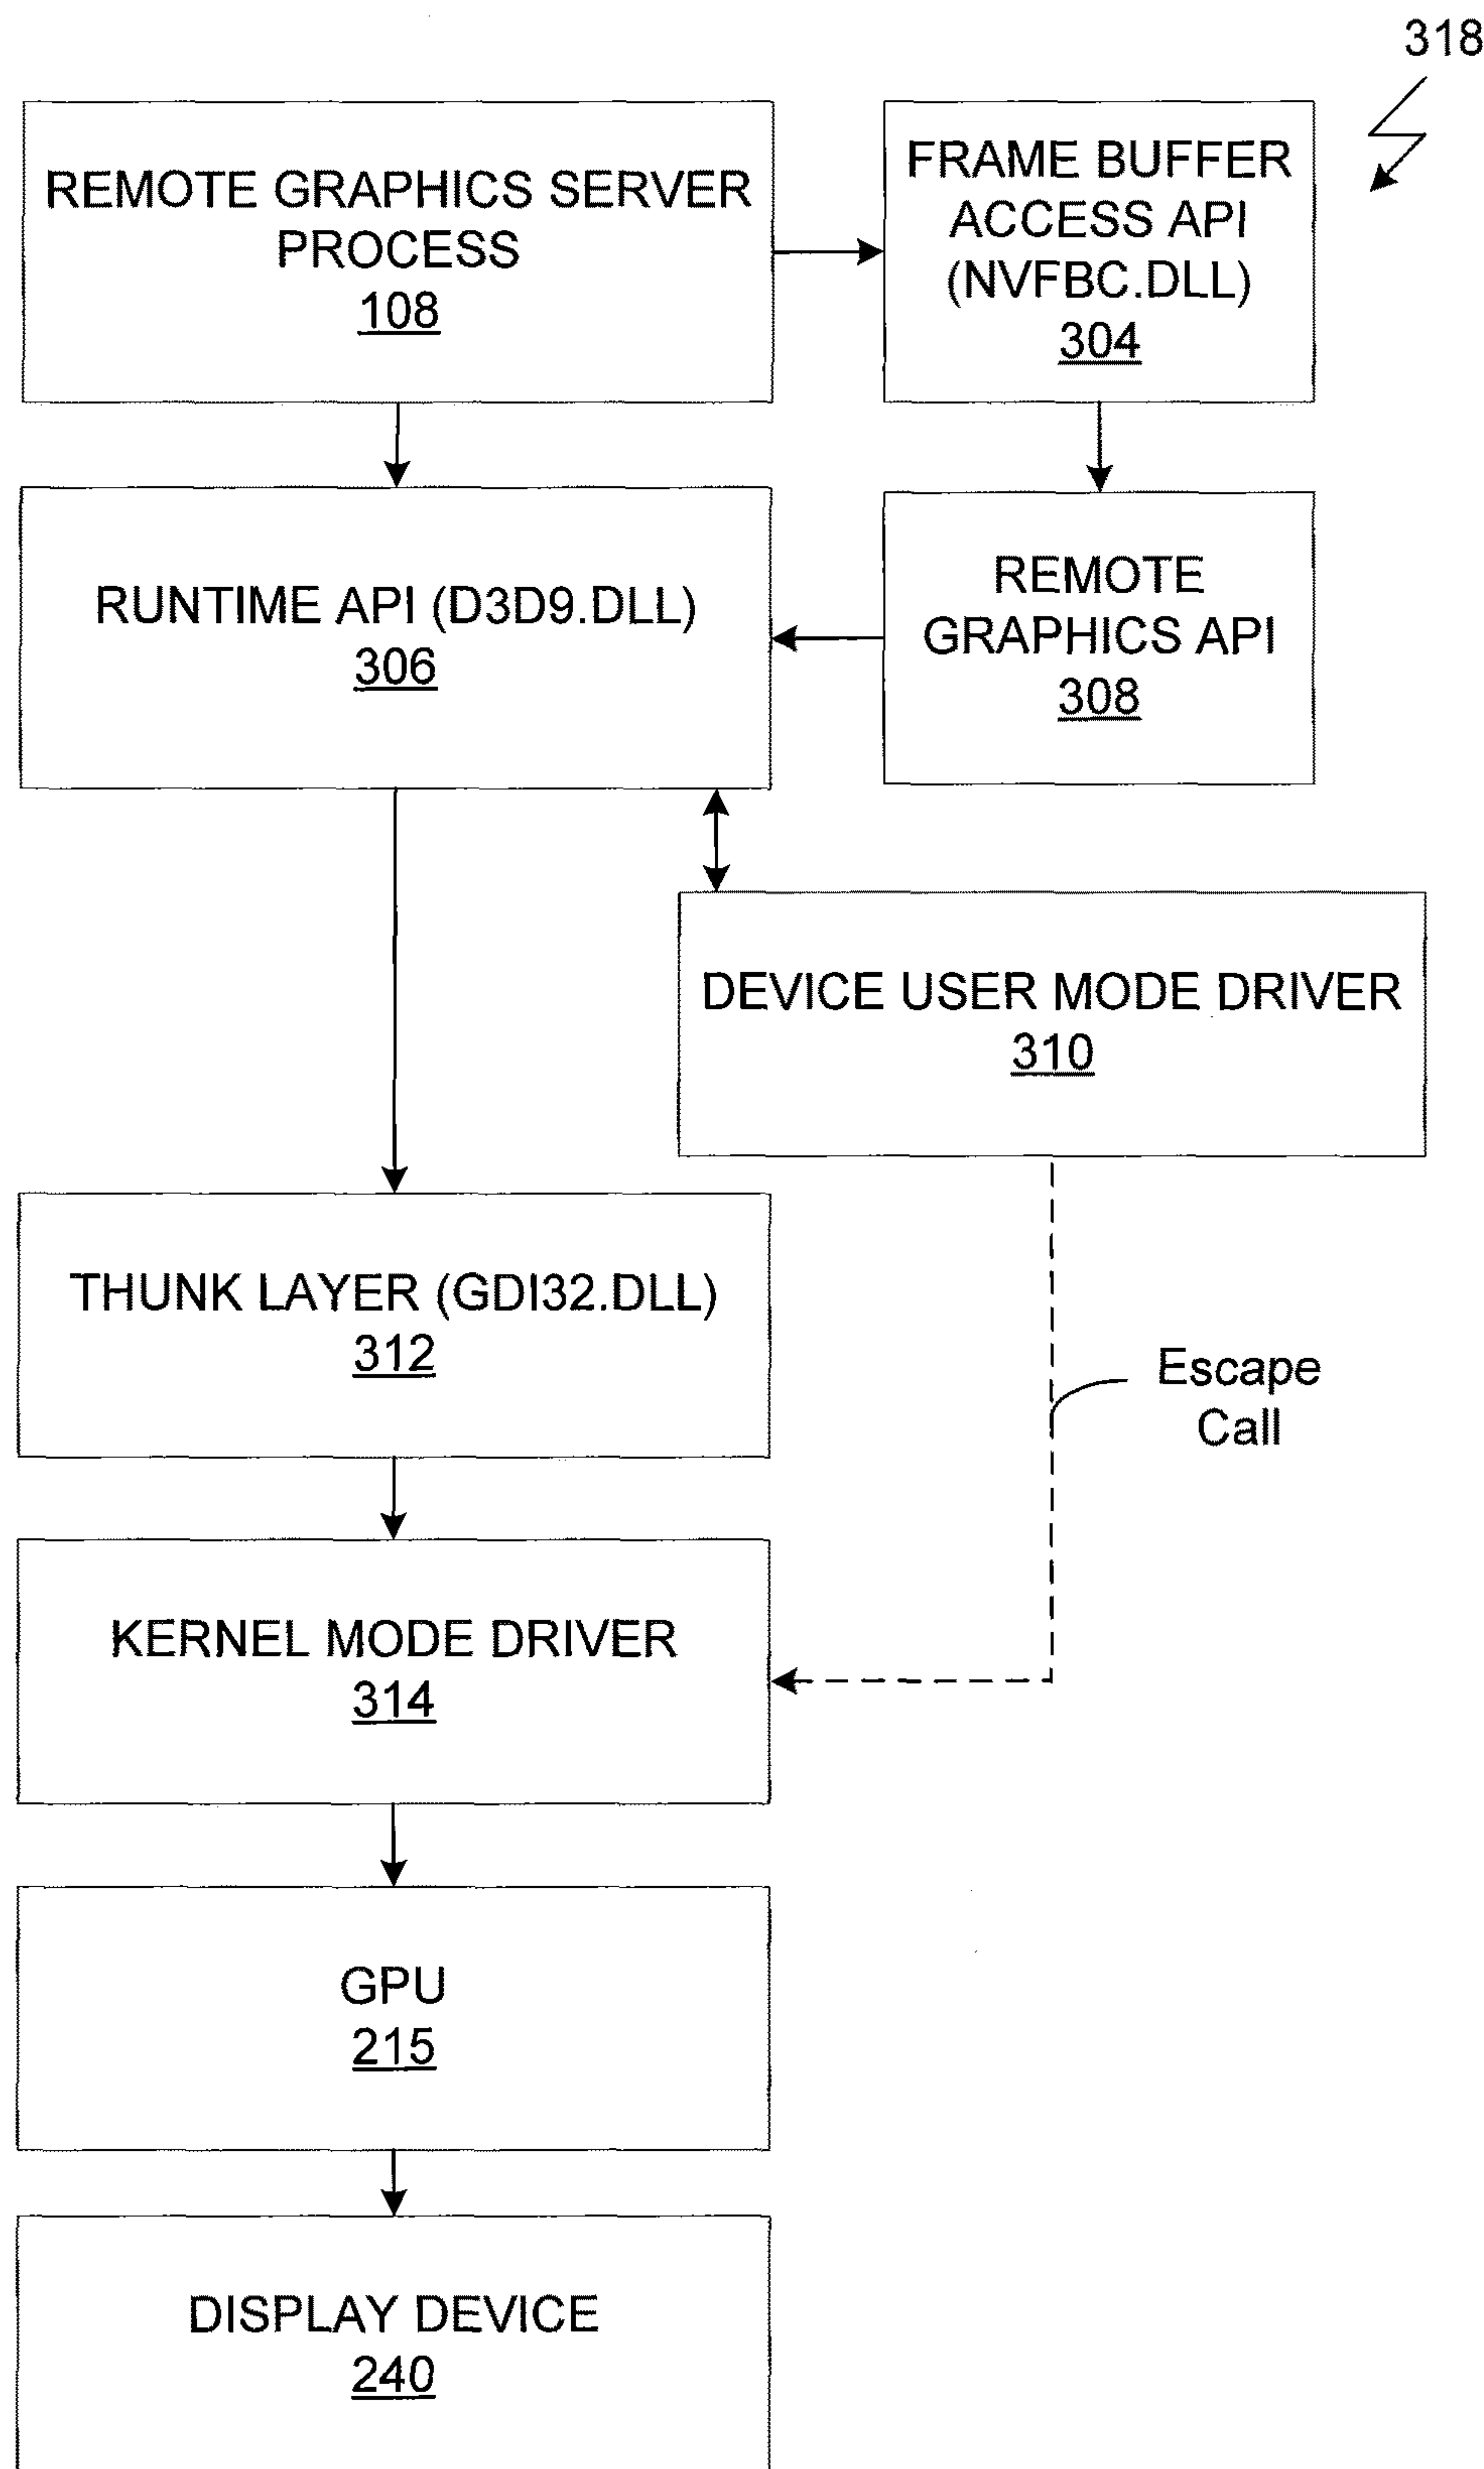 318
REMOTE GRAPHICS SERVER
PROCESS
108
FRAME BUFFER
ACCESS API
(NVFBC.DLL)
304
RUNTIME API (D3D9.DLL)
306
REMOTE
GRAPHICS API
308
DEVICE USER MODE DRIVER
310
THUNK LAYER (GDI32.DLL)
312
Escape
Call
KERNEL MODE DRIVER
314
GPU
215
DISPLAY DEVICE
240